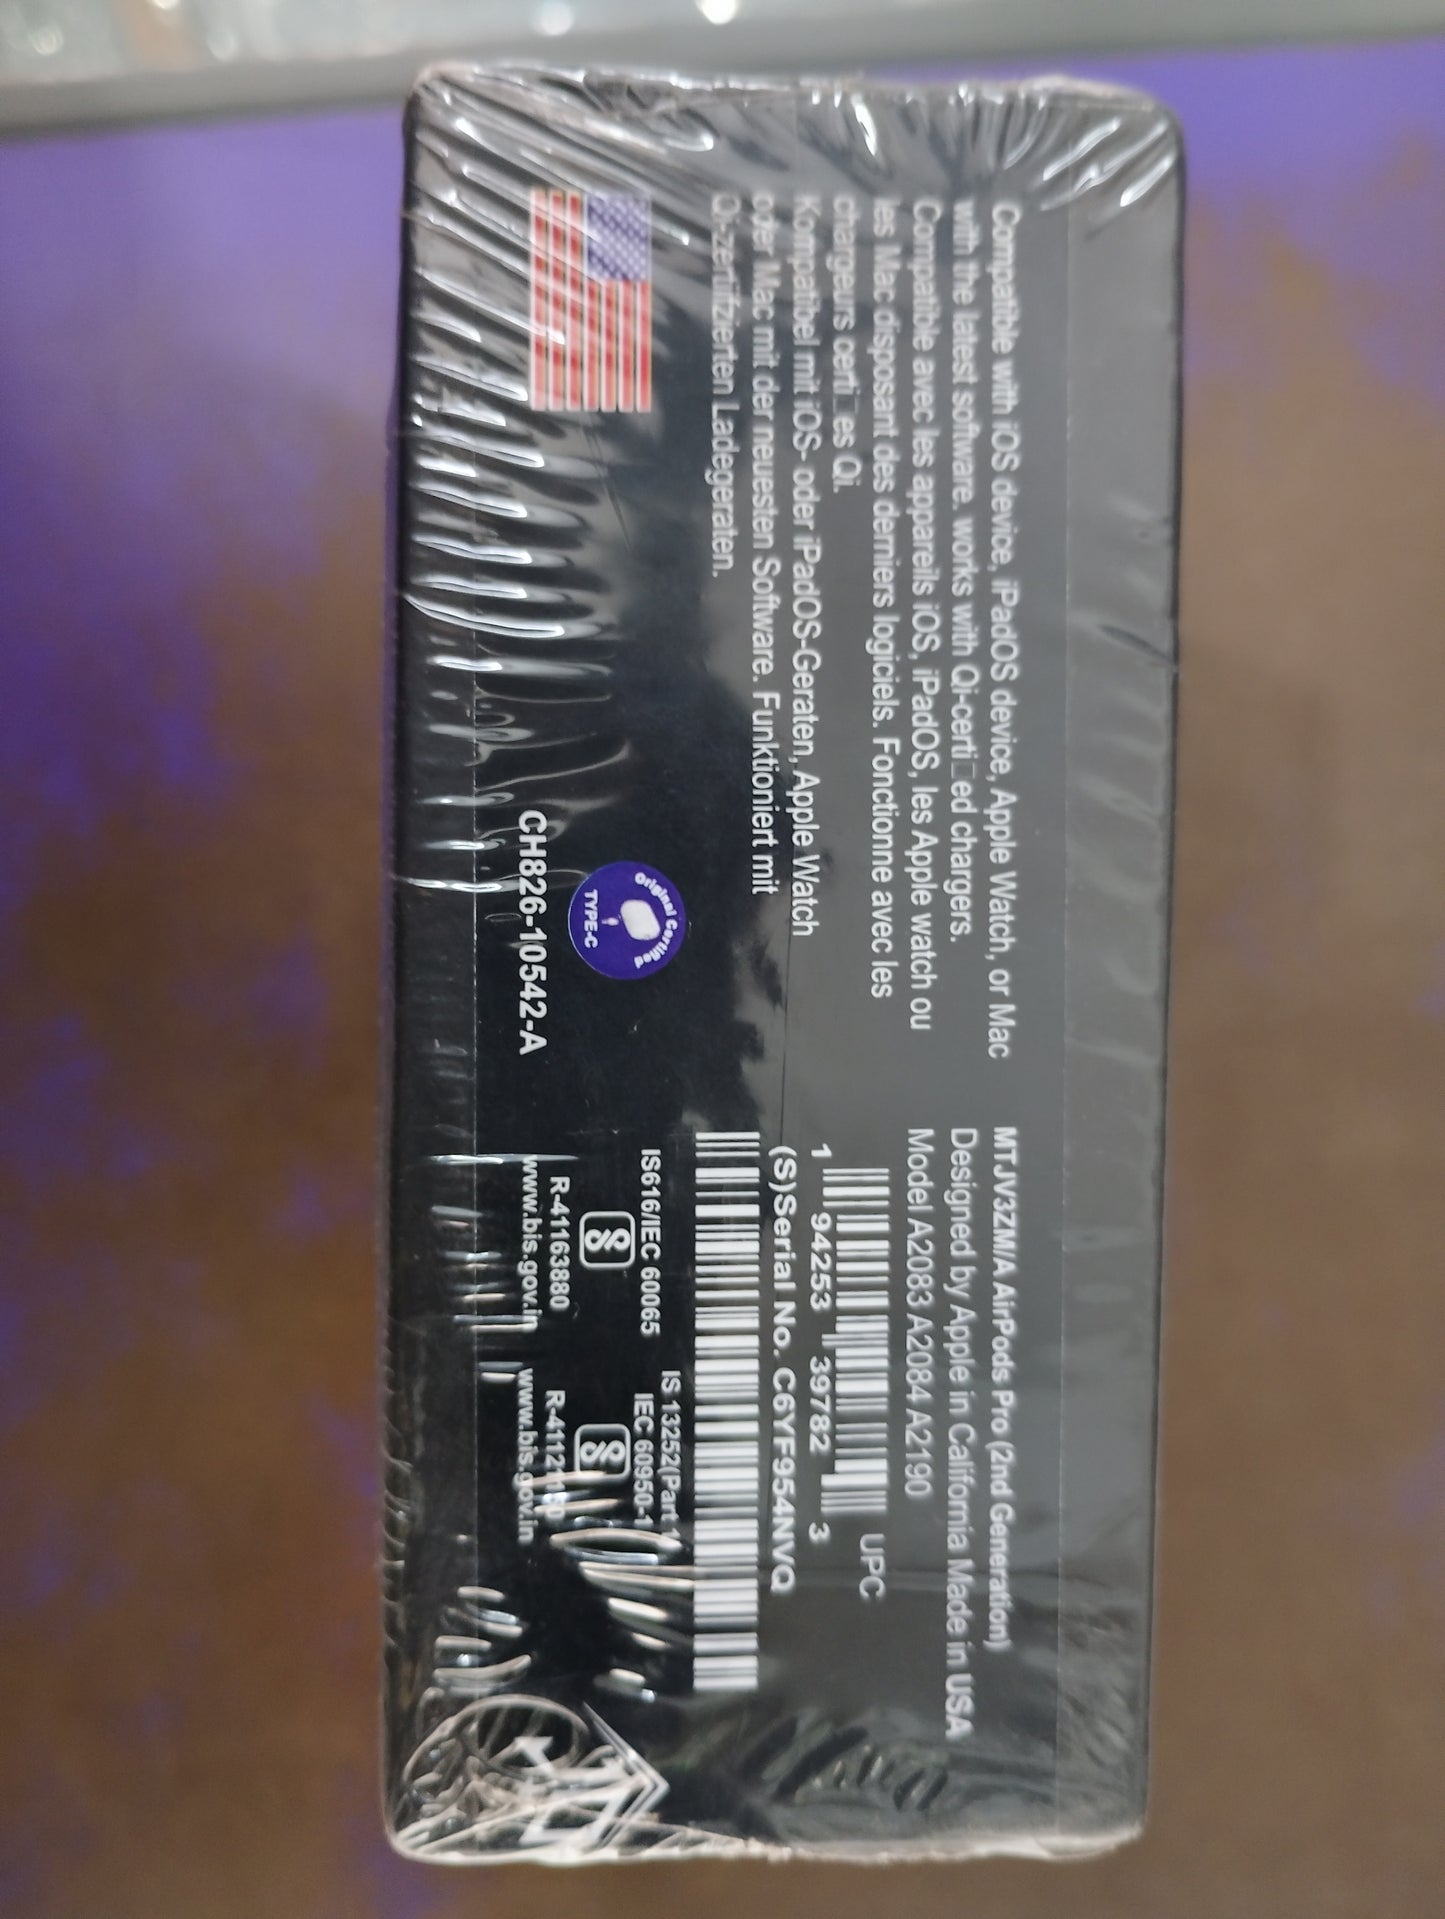 Compatible with iOS device, iPadOS device, Apple Watch, or Mac
with the latest software. works with Qi-certi□ed chargers.
Compatible avec les appareils iOS, iPadOS, les Apple watch ou
les Mac disposant des derniers logiciels. Fonctionne avec les
chargeurs certi□es Qi.
Kompatibel mit iOS- oder iPadOS-Geraten, Apple Watch
oder Mac mit der neuesten Software. Funktioniert mit
Qi-zertifizierten Ladegeraten.
Original Certified
TYPE-C
CH826-10542-A
MTJV3ZM/A AirPods Pro (2nd Generation)
Designed by Apple in California Made in USA
Model A2083 A2084 A2190
UPC
1 94253 39782 3
(S)Serial No. C6YF954NVQ
IS616/IEC 60065
R-41163880
www.bis.gov.in
IS 13252(Part 1
IEC 60950-1
www.bis.gov.in